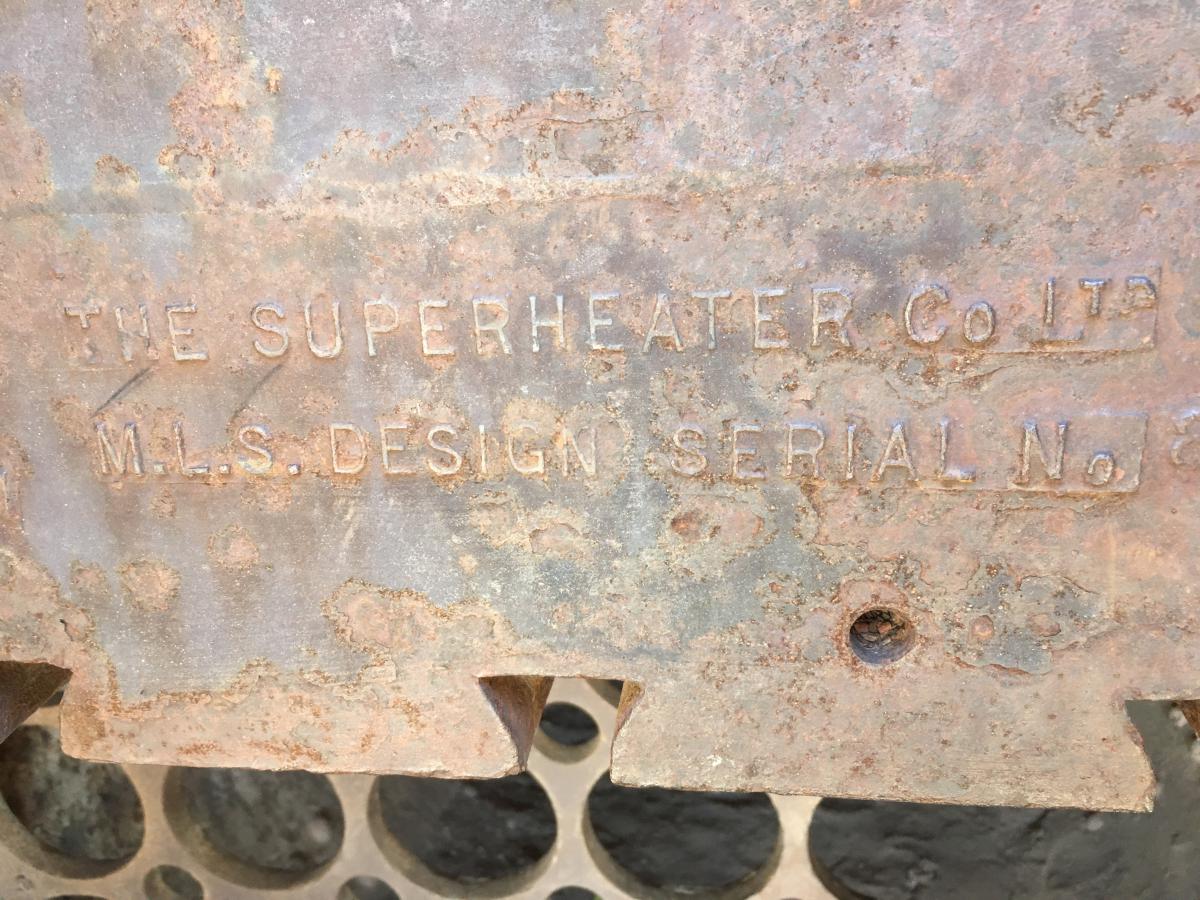 THE SUPERHEATER Co LTD
M.L.S. DESIGN SERIAL No